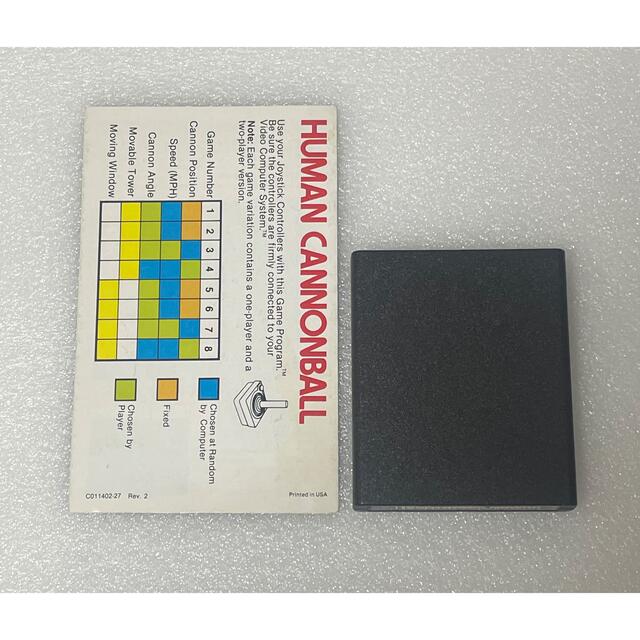 HUMAN CANNONBALL
Use your Joystick Controllers with this Game Program.™
Be sure the controllers are firmly connected to your
Video Computer System.™
Note: Each game variation contains a one-player and a
two-player version.
Game Number 1 2 3 4 5 6 7 8
Cannon Position
Speed (MPH)
Cannon Angle
Movable Tower
Moving Window
Chosen at Random
by Computer
Fixed
Chosen by
Player
C011402-27 Rev. 2
Printed in USA